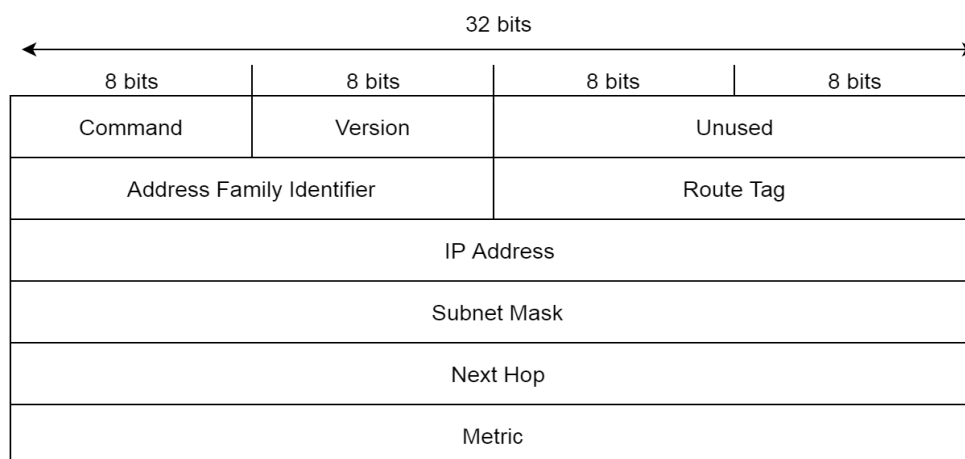 32 bits
8 bits 8 bits 8 bits 8 bits
Command Version Unused
Address Family Identifier Route Tag
IP Address
Subnet Mask
Next Hop
Metric